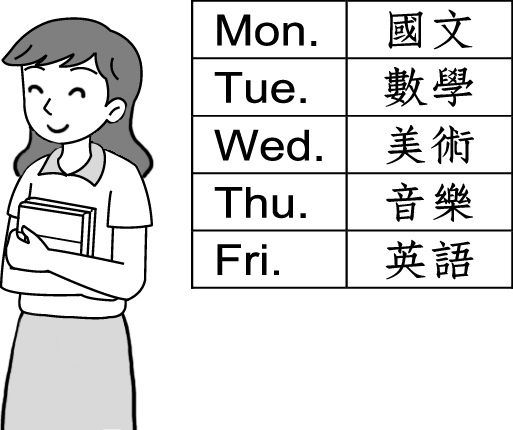 Mon. 國文
Tue. 數學
Wed. 美術
Thu. 音樂
Fri. 英語